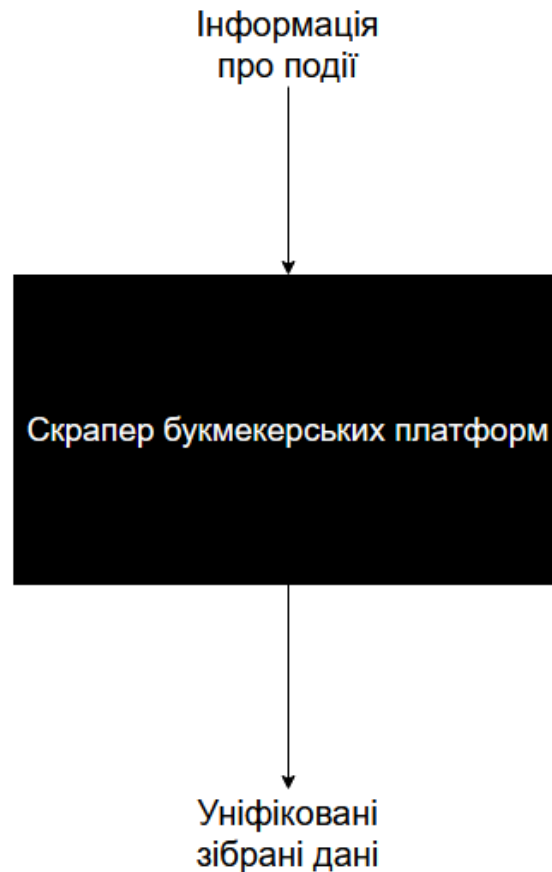 Інформація
про події
Скрапер букмекерських платформ
Уніфіковані
зібрані дані